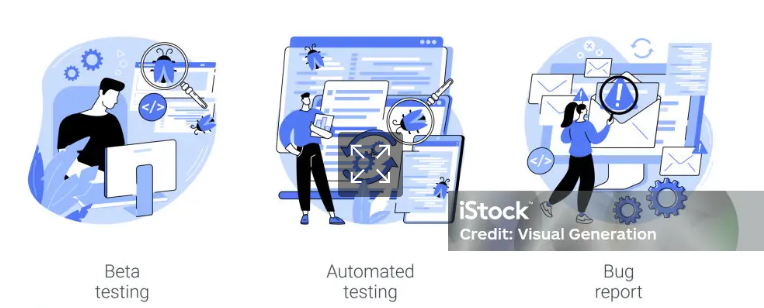 </>
</>
iStock
Credit: Visual Generation
Beta
testing
Automated
testing
Bug
report